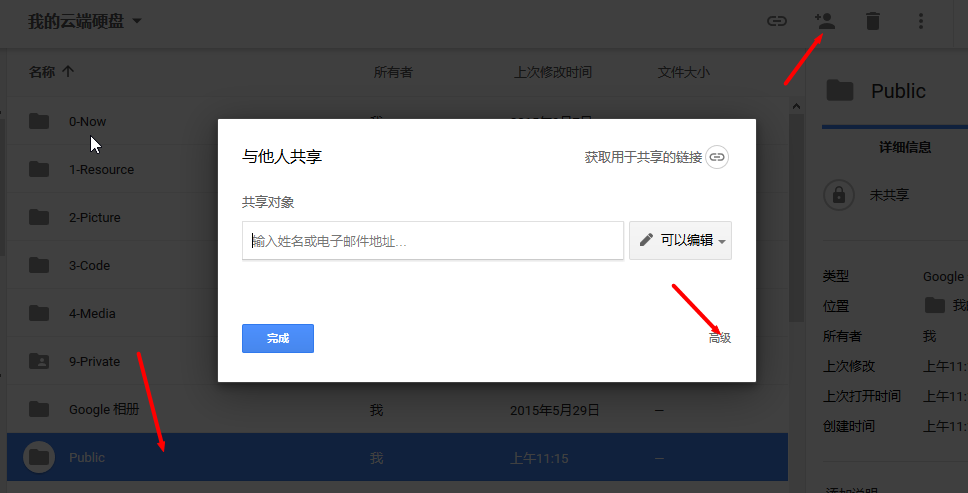 我的云端硬盘
名称 所有者 上次修改时间 文件大小
0-Now
1-Resource
2-Picture
3-Code
4-Media
9-Private
Google 相册 我 2015年5月29日 —
Public 我 上午11:15 —
与他人共享 获取用于共享的链接
共享对象
输入姓名或电子邮件地址... 可以编辑
完成 高级
Public
详细信息
未共享
类型 Google
位置 我
所有者 我
上次修改 上午11:
上次打开时间 上午11:
创建时间 上午11:
添加说明